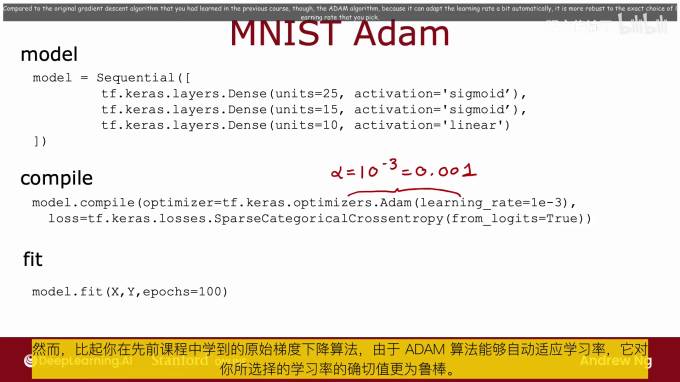 Compared to the original gradient descent algorithm that you had learned in the previous course, though, the ADAM algorithm, because it can adapt the learning rate a bit automatically, it is more robust to the exact choice of l
earning rate that you pick.
MNIST Adam
model
model = Sequential([
tf.keras.layers.Dense(units=25, activation='sigmoid’),
tf.keras.layers.Dense(units=15, activation='sigmoid’),
tf.keras.layers.Dense(units=10, activation='linear')
])
α=10⁻³=0.001
compile
model.compile(optimizer=tf.keras.optimizers.Adam(learning_rate=1e-3),
loss=tf.keras.losses.SparseCategoricalCrossentropy(from_logits=True))
fit
model.fit(X,Y,epochs=100)
DeepLearning.AI Stanford Andrew Ng
然而，比起你在先前课程中学到的原始梯度下降算法，由于 ADAM 算法能够自动适应学习率，它对
你所选择的学习率的确切值更为鲁棒。